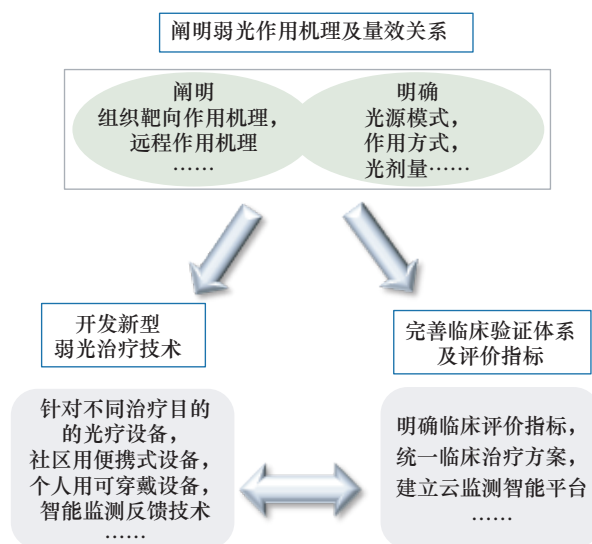 阐明弱光作用机理及量效关系
阐明
组织靶向作用机理，
远程作用机理
……
明确
光源模式，
作用方式，
光剂量……
开发新型
弱光治疗技术
针对不同治疗目的
的光疗设备，
社区用便携式设备，
个人用可穿戴设备，
智能监测反馈技术
……
完善临床验证体系
及评价指标
明确临床评价指标，
统一临床治疗方案，
建立云监测智能平台
……